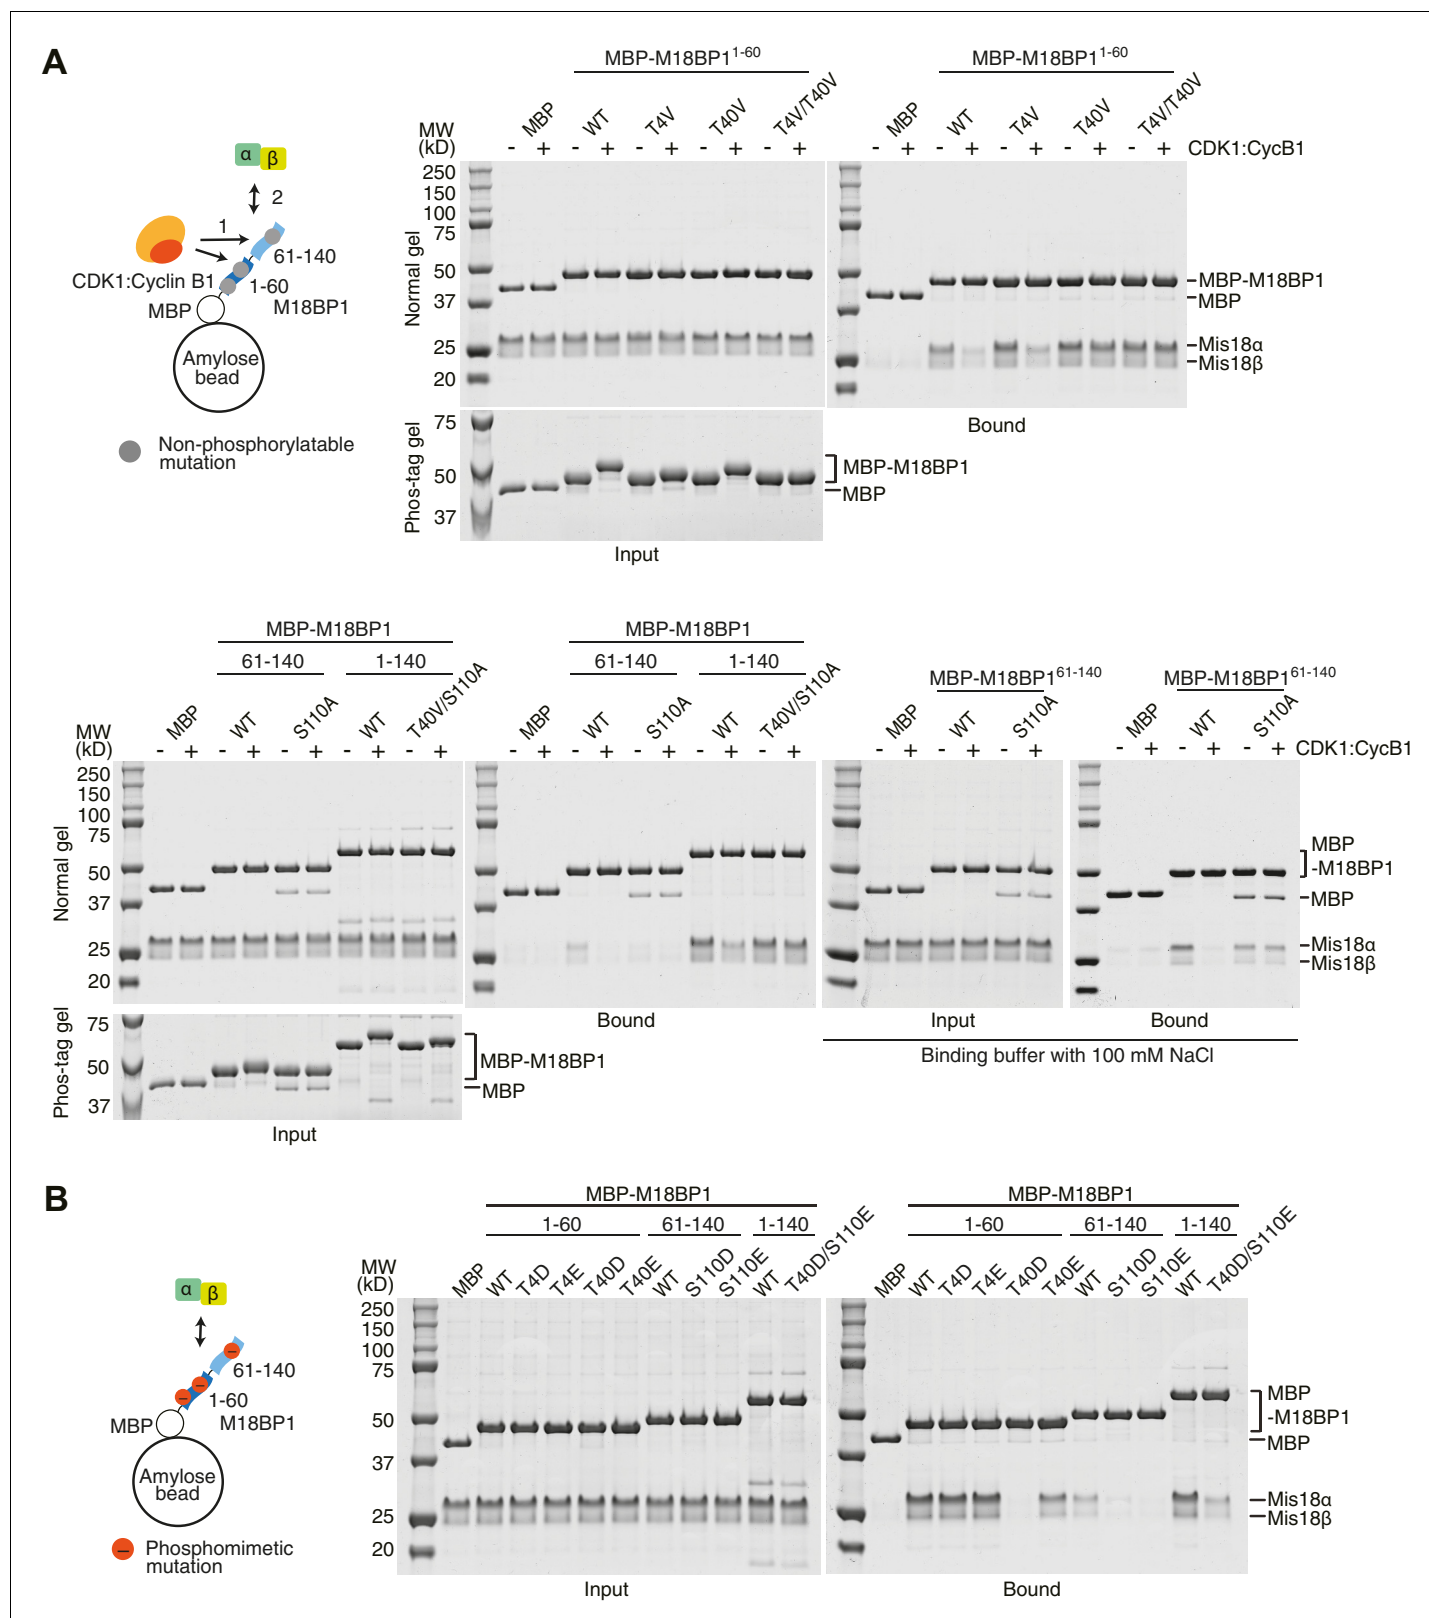 A
α β
2
1
61-140
CDK1:Cyclin B1
1-60
MBP
M18BP1
Amylose
bead
Non-phosphorylatable
mutation
MBP-M18BP1 1-60
MBP-M18BP1 1-60
MBP WT T4V T40V T4V/T40V
MBP WT T4V T40V T4V/T40V
MW
(kD)
- + - + - + - + - +
- + - + - + - + - + CDK1:CycB1
Normal gel
250
150
100
75
50
37
25
20
MBP-M18BP1
MBP
Mis18α
Mis18β
Bound
Phos-tag gel
75
50
37
MBP-M18BP1
MBP
Input
MBP-M18BP1
61-140 1-140
MBP WT S110A WT T40V/S110A
MW
(kD)
- + - + - + - + - +
MBP-M18BP1
61-140 1-140
MBP WT S110A WT T40V/S110A
- + - + - + - + - +
MBP-M18BP1 61-140
MBP WT S110A
- + - + - +
MBP-M18BP1 61-140
MBP WT S110A
- + - + - + CDK1:CycB1
Normal gel
250
150
100
75
50
37
25
20
MBP
-M18BP1
MBP
Mis18α
Mis18β
Bound
Input
Bound
Binding buffer with 100 mM NaCl
Phos-tag gel
75
50
37
MBP-M18BP1
MBP
Input
B
α β
61-140
1-60
MBP
M18BP1
Amylose
bead
− Phosphomimetic
mutation
MBP-M18BP1
1-60 61-140 1-140
MBP WT T4D T4E T40D T40E WT S110D S110E WT T40D/S110E
MBP-M18BP1
1-60 61-140 1-140
MBP WT T4D T4E T40D T40E WT S110D S110E WT T40D/S110E
MW
(kD)
250
150
100
75
50
37
25
20
MBP
-M18BP1
MBP
Mis18α
Mis18β
Input
Bound